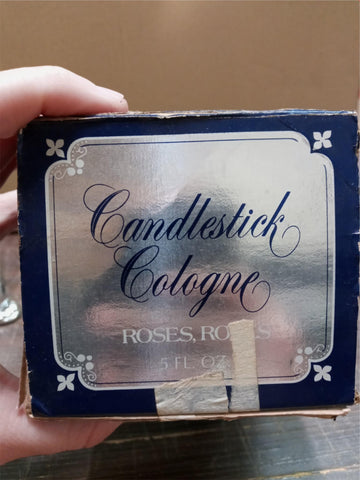 Candlestick
Cologne
ROSES, ROSES
5 FL. OZ.